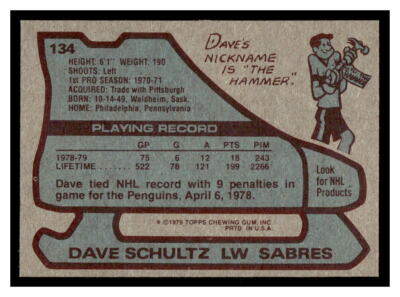 134
HEIGHT: 6'1" WEIGHT: 190
SHOOTS: Left
1st PRO SEASON: 1970-71
ACQUIRED: Trade with Pittsburgh
BORN: 10-14-49, Waldheim, Sask.
HOME: Philadelphia, Pennsylvania
DAVE'S
NICKNAME
IS "THE
HAMMER."
PLAYING RECORD
GP G A PTS PIM
1978-79 75 6 12 18 243
LIFETIME 522 78 121 199 2266
Dave tied NHL record with 9 penalties in
game for the Penguins, April 6, 1978.
Look
for NHL
Products
* © 1979 TOPPS CHEWING GUM, INC.
PRTD. IN U.S.A.
DAVE SCHULTZ LW SABRES